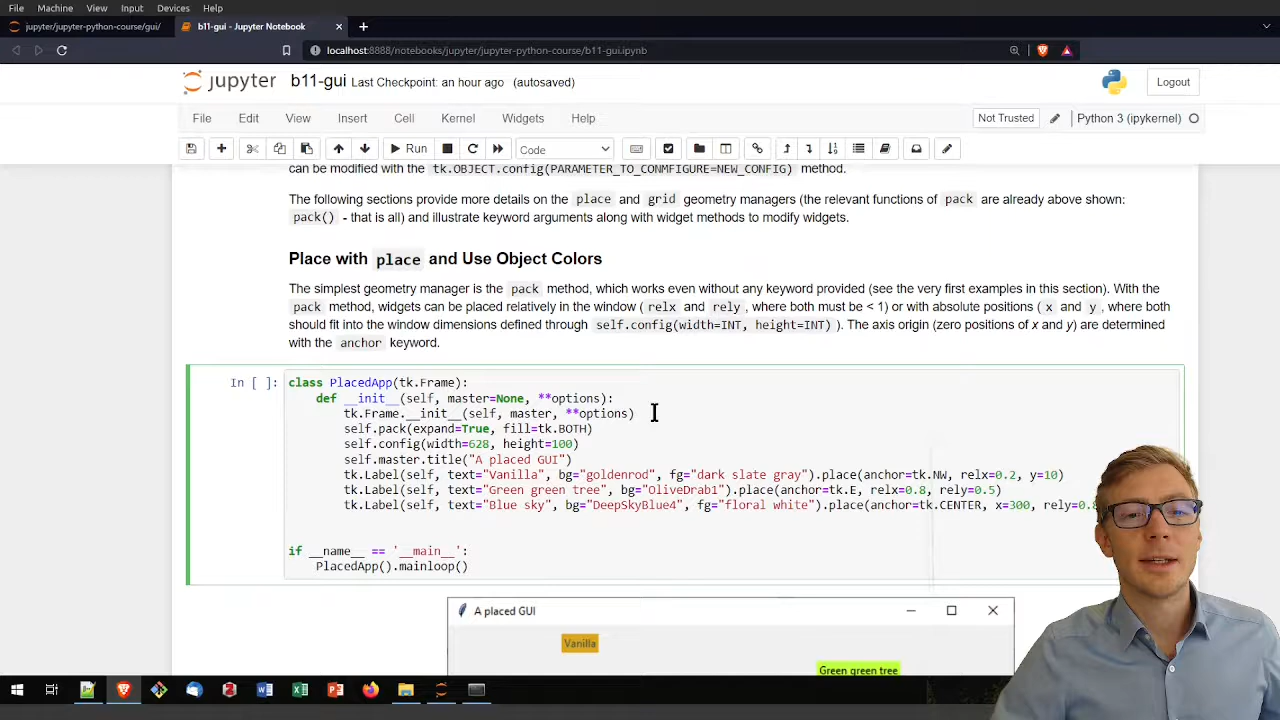 File Machine View Input Devices Help
jupyter/jupyter-python-course/gui/ b11-gui - Jupyter Notebook
localhost:8888/notebooks/jupyter/jupyter-python-course/b11-gui.ipynb
jupyter b11-gui Last Checkpoint: an hour ago (autosaved) Logout
File Edit View Insert Cell Kernel Widgets Help Not Trusted Python 3 (ipykernel)
Run Code
can be modified with the tk.OBJECT.config(PARAMETER_TO_CONMFIGURE=NEW_CONFIG) method.
The following sections provide more details on the place and grid geometry managers (the relevant functions of pack are already above shown:
pack() - that is all) and illustrate keyword arguments along with widget methods to modify widgets.
Place with place and Use Object Colors
The simplest geometry manager is the pack method, which works even without any keyword provided (see the very first examples in this section). With the
pack method, widgets can be placed relatively in the window ( relx and rely , where both must be < 1) or with absolute positions ( x and y , where both
should fit into the window dimensions defined through self.config(width=INT, height=INT) ). The axis origin (zero positions of x and y) are determined
with the anchor keyword.
In [ ]: class PlacedApp(tk.Frame):
def __init__(self, master=None, **options):
tk.Frame.__init__(self, master, **options)
self.pack(expand=True, fill=tk.BOTH)
self.config(width=628, height=100)
self.master.title("A placed GUI")
tk.Label(self, text="Vanilla", bg="goldenrod", fg="dark slate gray").place(anchor=tk.NW, relx=0.2, y=10)
tk.Label(self, text="Green green tree", bg="OliveDrab1").place(anchor=tk.E, relx=0.8, rely=0.5)
tk.Label(self, text="Blue sky", bg="DeepSkyBlue4", fg="floral white").place(anchor=tk.CENTER, x=300, rely=0.8
if __name__ == '__main__':
PlacedApp().mainloop()
A placed GUI
Vanilla
Green green tree